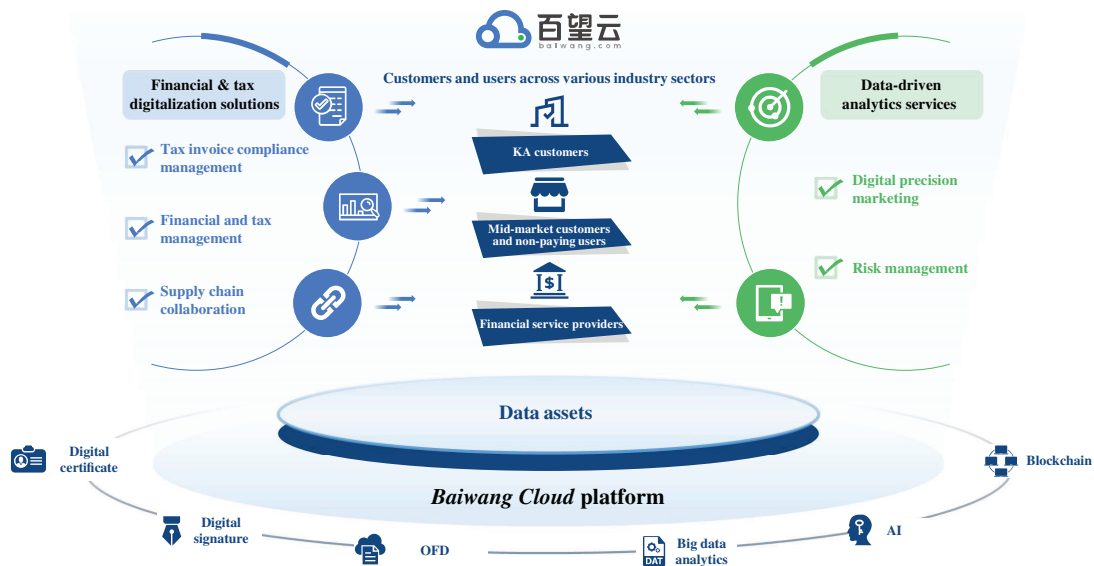 百望云
baiwang.com
Customers and users across various industry sectors
Financial & tax
digitalization solutions
Tax invoice compliance
management
Financial and tax
management
Supply chain
collaboration
KA customers
Mid-market customers
and non-paying users
$
Financial service providers
Data-driven
analytics services
Digital precision
marketing
!
Risk management
Data assets
Baiwang Cloud platform
Digital
certificate
Digital
signature
OFD
DAT
Big data
analytics
AI
Blockchain